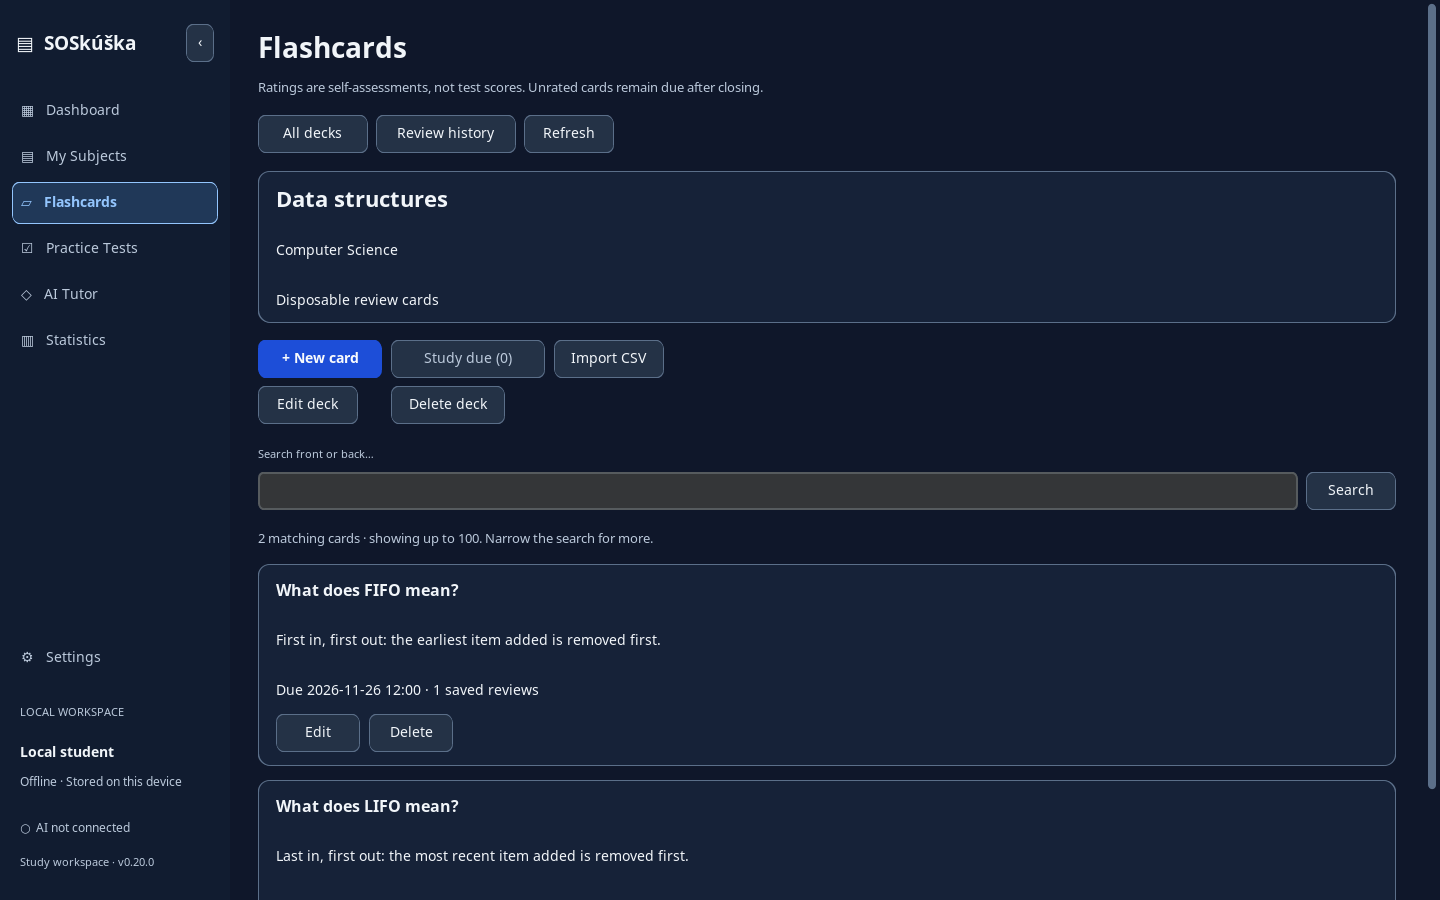 SOSkúška
Dashboard
My Subjects
Flashcards
Practice Tests
AI Tutor
Statistics
Settings
LOCAL WORKSPACE
Local student
Offline · Stored on this device
AI not connected
Study workspace · v0.20.0
Flashcards
Ratings are self-assessments, not test scores. Unrated cards remain due after closing.
All decks
Review history
Refresh
Data structures
Computer Science
Disposable review cards
+ New card
Study due (0)
Import CSV
Edit deck
Delete deck
Search front or back...
Search
2 matching cards · showing up to 100. Narrow the search for more.
What does FIFO mean?
First in, first out: the earliest item added is removed first.
Due 2026-11-26 12:00 · 1 saved reviews
Edit
Delete
What does LIFO mean?
Last in, first out: the most recent item added is removed first.